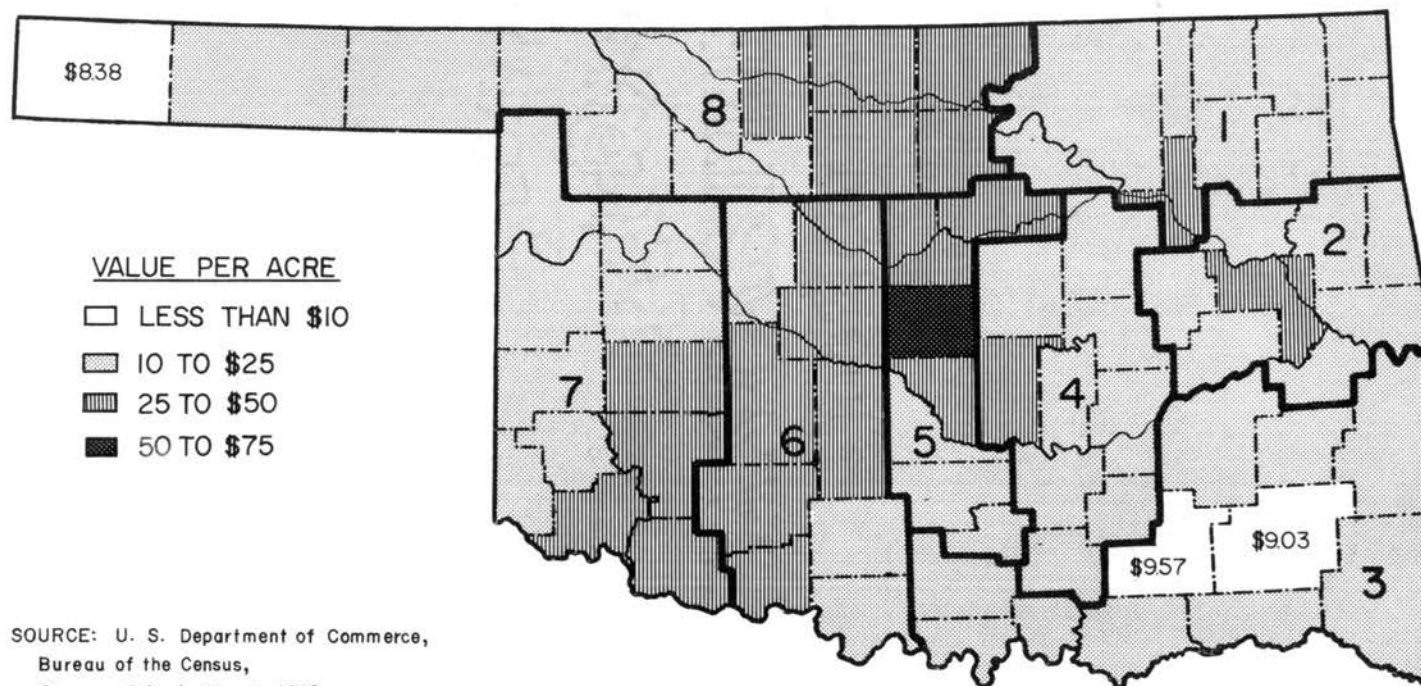 $8.38
8
1
2
VALUE PER ACRE
LESS THAN $10
10 TO $25
25 TO $50
50 TO $75
7
6
5
4
$9.57
$9.03
3
SOURCE: U. S. Department of Commerce,
Bureau of the Census,